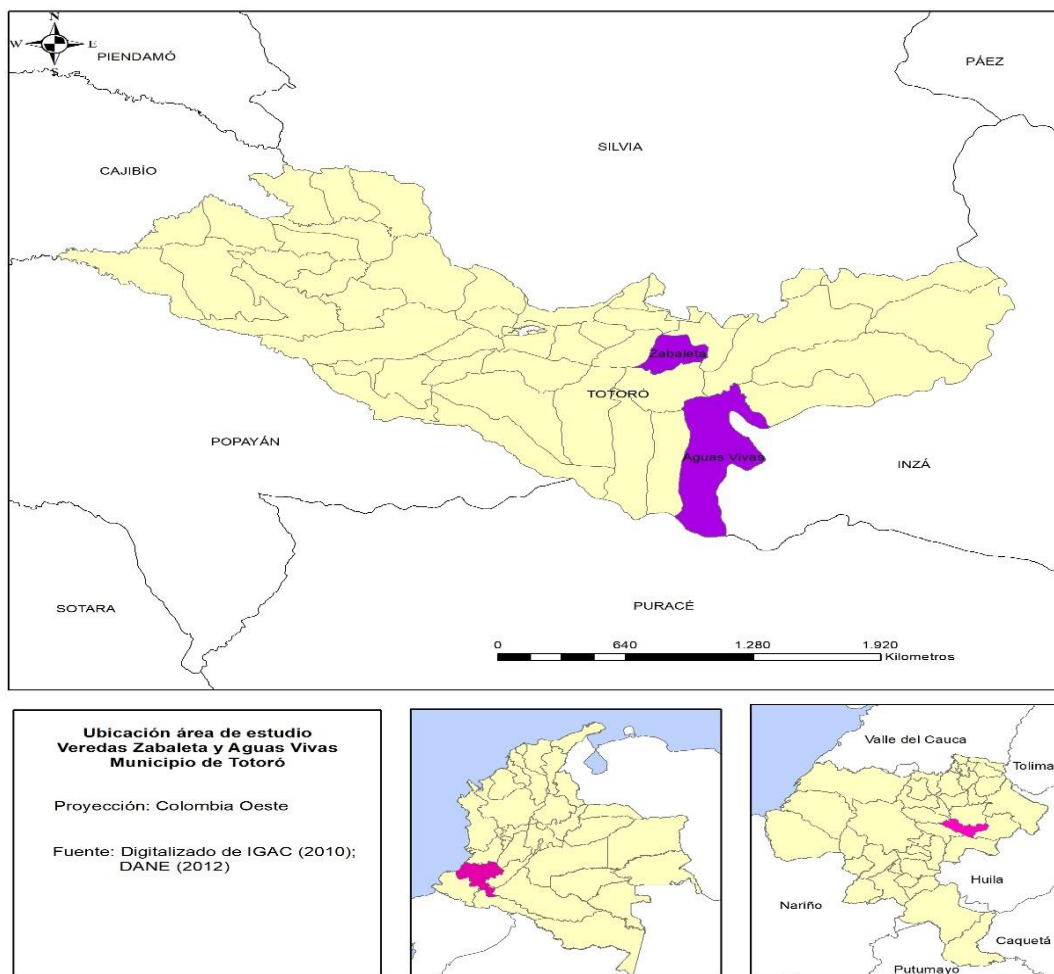 N
W E
S
PIENDAMÓ
PÁEZ
SILVIA
CAJIBÍO
Zabaleta
TOTORÓ
POPAYÁN
Aguas Vivas
INZÁ
SOTARA
PURACÉ
0 640 1.280 1.920
Kilometros
Ubicación área de estudio
Veredas Zabaleta y Aguas Vivas
Municipio de Totoró
Proyección: Colombia Oeste
Fuente: Digitalizado de IGAC (2010);
DANE (2012)
Valle del Cauca
Tolima
Huila
Nariño
Caquetá
Putumayo